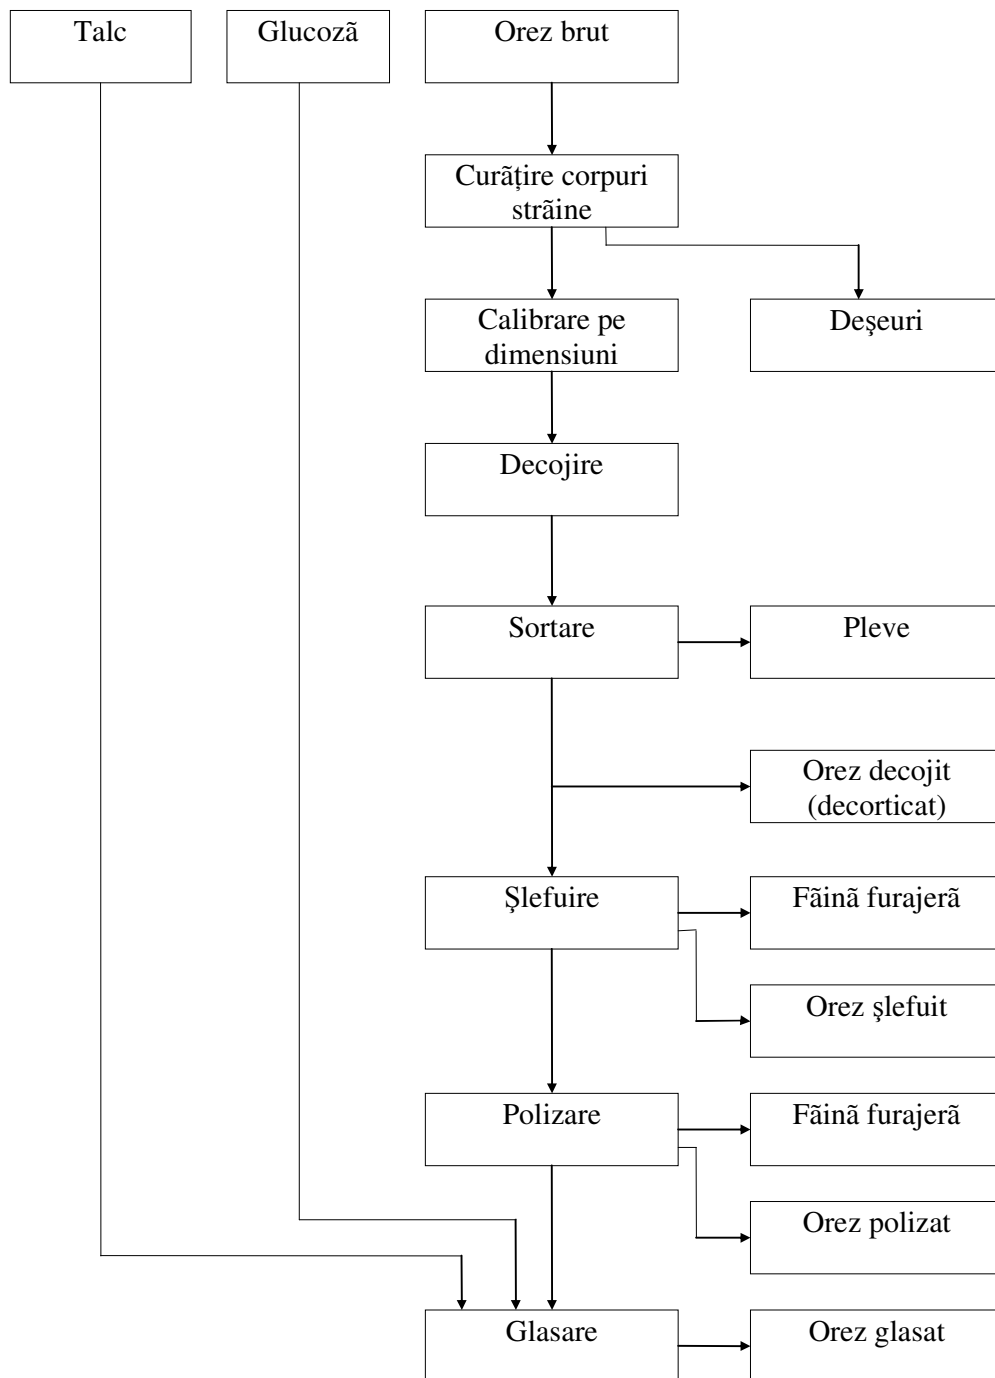 Talc
Glucozã
Orez brut
Curãțire corpuri
strãine
Calibrare pe
dimensiuni
Deşeuri
Decojire
Sortare
Pleve
Orez decojit
(decorticat)
Şlefuire
Fãinã furajerã
Orez şlefuit
Polizare
Fãinã furajerã
Orez polizat
Glasare
Orez glasat